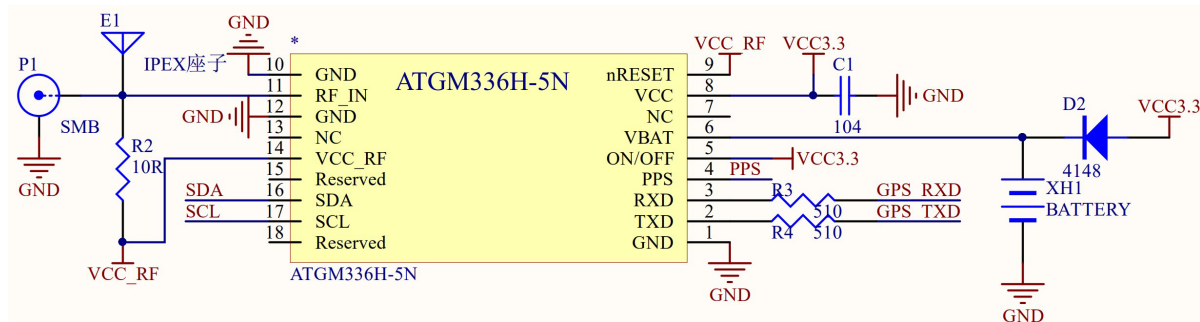 E1
GND
*
P1
IPEX座子
SMB
GND
R2
10R
VCC_RF
GND
SDA
SCL
ATGM336H-5N
10 GND
11 RF_IN
12 GND
13 NC
14 VCC_RF
15 Reserved
16 SDA
17 SCL
18 Reserved
nRESET 9
VCC 8
NC 7
VBAT 6
ON/OFF 5
PPS 4
RXD 3
TXD 2
GND 1
ATGM336H-5N
VCC_RF
VCC3.3
C1
104
GND
VCC3.3
PPS
R3
510
GPS_RXD
R4
510
GPS_TXD
GND
D2
4148
VCC3.3
XH1
BATTERY
GND